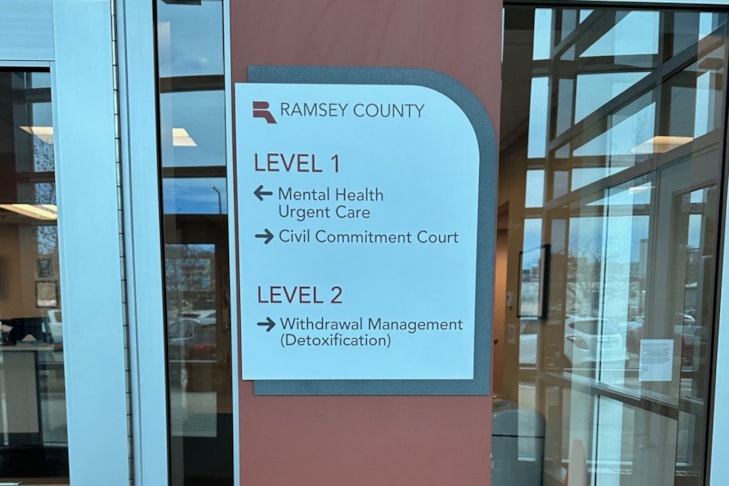 RAMSEY COUNTY
LEVEL 1
← Mental Health
Urgent Care
→ Civil Commitment Court
LEVEL 2
→ Withdrawal Management
(Detoxification)